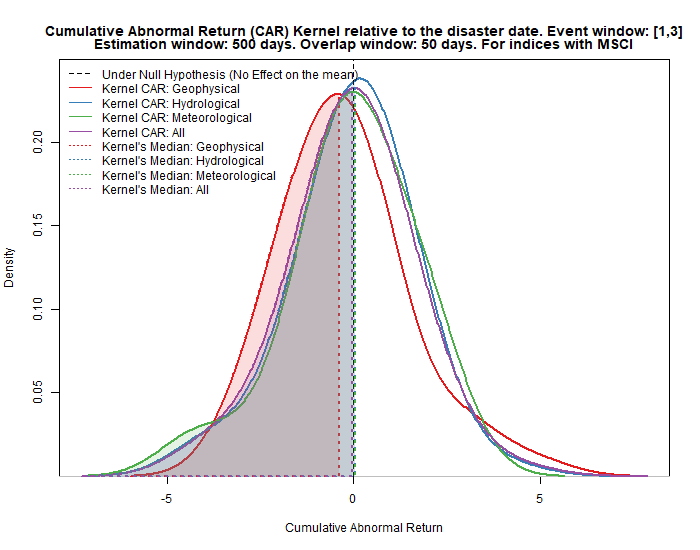 Cumulative Abnormal Return (CAR) Kernel relative to the disaster date. Event window: [1,3]
Estimation window: 500 days. Overlap window: 50 days. For indices with MSCI
Under Null Hypothesis (No Effect on the mean)
Kernel CAR: Geophysical
Kernel CAR: Hydrological
Kernel CAR: Meteorological
Kernel CAR: All
Kernel's Median: Geophysical
Kernel's Median: Hydrological
Kernel's Median: Meteorological
Kernel's Median: All
Density
0.20
0.15
0.10
0.05
-5
0
5
Cumulative Abnormal Return